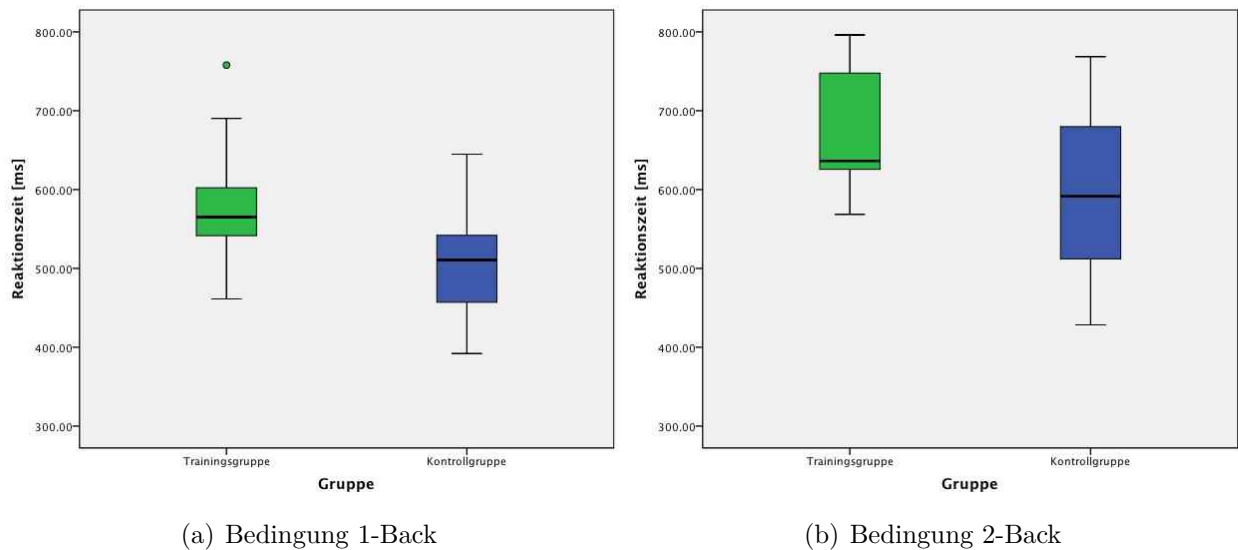 800.00
700.00
600.00
500.00
400.00
300.00
Reaktionszeit [ms]
Trainingsgruppe Kontrollgruppe
Gruppe
(a) Bedingung 1-Back
800.00
700.00
600.00
500.00
400.00
300.00
Reaktionszeit [ms]
Trainingsgruppe Kontrollgruppe
Gruppe
(b) Bedingung 2-Back